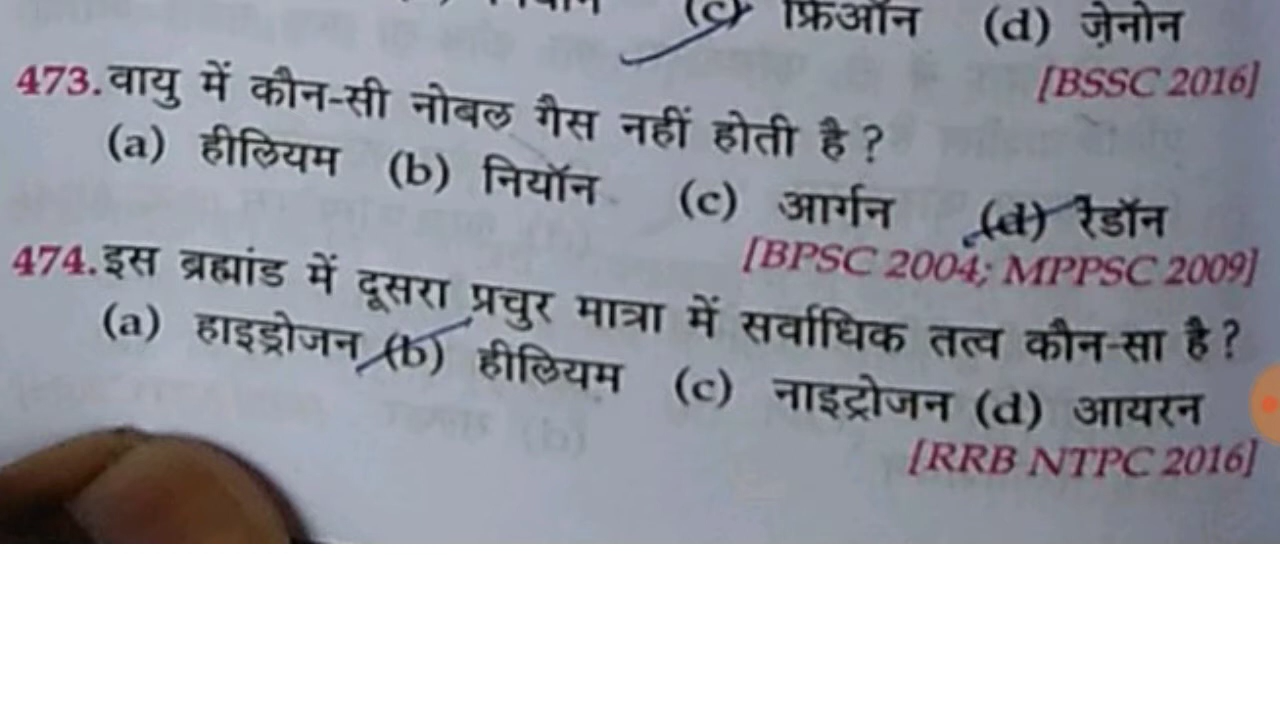 (c) फ्रिऑन (d) ज़ेनोन
[BSSC 2016]
473. वायु में कौन-सी नोबल गैस नहीं होती है ?
(a) हीलियम (b) नियॉन (c) आर्गन (d) रेडॉन
[BPSC 2004; MPPSC 2009]
474. इस ब्रह्मांड में दूसरा प्रचुर मात्रा में सर्वाधिक तत्व कौन-सा है ?
(a) हाइड्रोजन (b) हीलियम (c) नाइट्रोजन (d) आयरन
[RRB NTPC 2016]